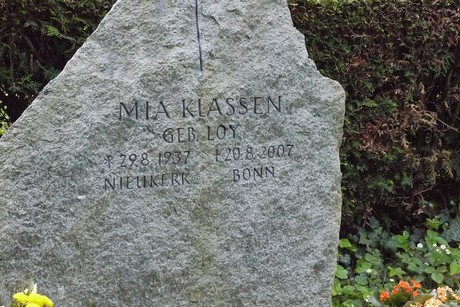 MIA KLASSEN
GEB. LOY
* 29.8.1937 † 20.8.2007
NIEUKERK BONN